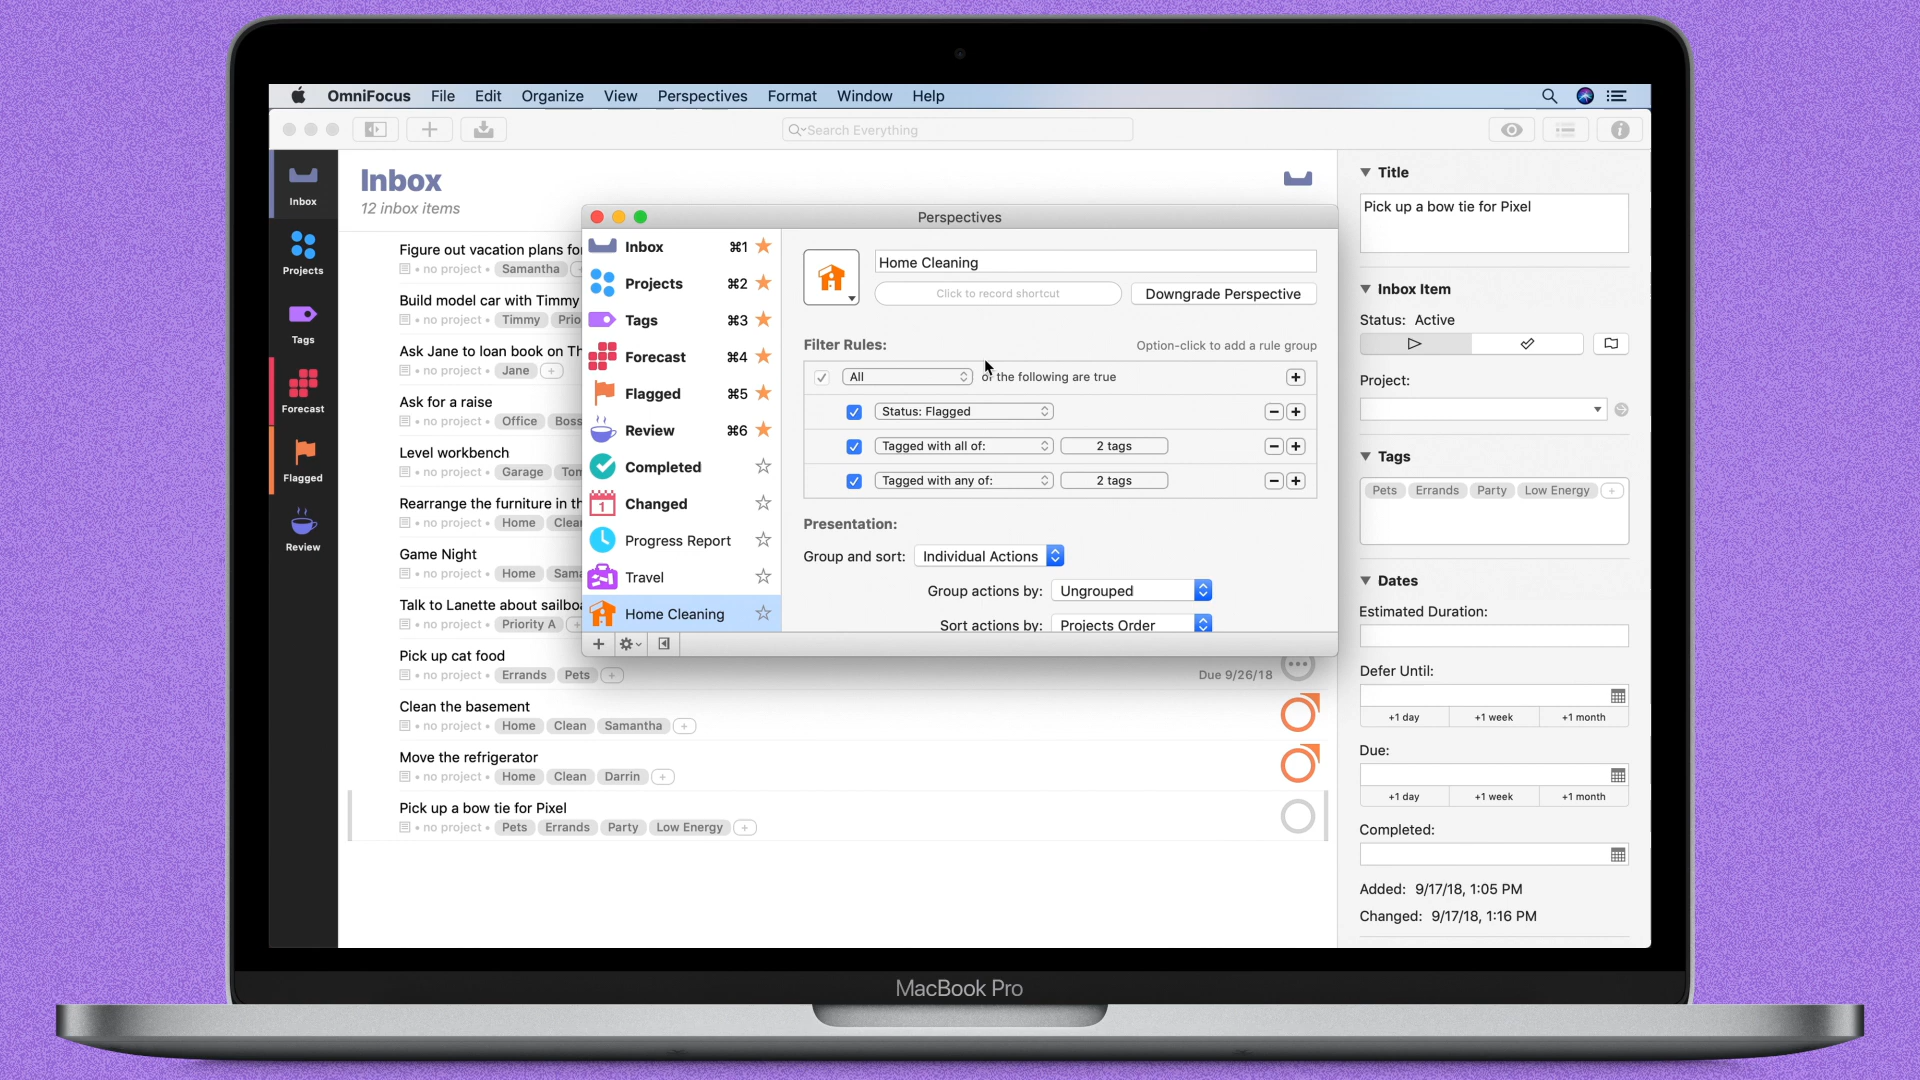 OmniFocus File Edit Organize View Perspectives Format Window Help
Search Everything
Inbox
Projects
Tags
Forecast
Flagged
Review
Inbox
12 inbox items
Figure out vacation plans fo
no project • Samantha
Build model car with Timmy
no project • Timmy Prio
Ask Jane to loan book on Th
no project • Jane +
Ask for a raise
no project • Office Boss
Level workbench
no project • Garage Tom
Rearrange the furniture in th
no project • Home Clea
Game Night
no project • Home Sama
Talk to Lanette about sailboa
no project • Priority A +
Pick up cat food
no project • Errands Pets +
Due 9/26/18
Clean the basement
no project • Home Clean Samantha +
Move the refrigerator
no project • Home Clean Darrin +
Pick up a bow tie for Pixel
no project • Pets Errands Party Low Energy +
Perspectives
Inbox ⌘1
Projects ⌘2
Tags ⌘3
Forecast ⌘4
Flagged ⌘5
Review ⌘6
Completed
Changed
Progress Report
Travel
Home Cleaning
Home Cleaning
Click to record shortcut
Downgrade Perspective
Filter Rules:
Option-click to add a rule group
All of the following are true
Status: Flagged
Tagged with all of: 2 tags
Tagged with any of: 2 tags
Presentation:
Group and sort: Individual Actions
Group actions by: Ungrouped
Sort actions by: Projects Order
Title
Pick up a bow tie for Pixel
Inbox Item
Status: Active
Project:
Tags
Pets Errands Party Low Energy +
Dates
Estimated Duration:
Defer Until:
+1 day +1 week +1 month
Due:
+1 day +1 week +1 month
Completed:
Added: 9/17/18, 1:05 PM
Changed: 9/17/18, 1:16 PM
MacBook Pro